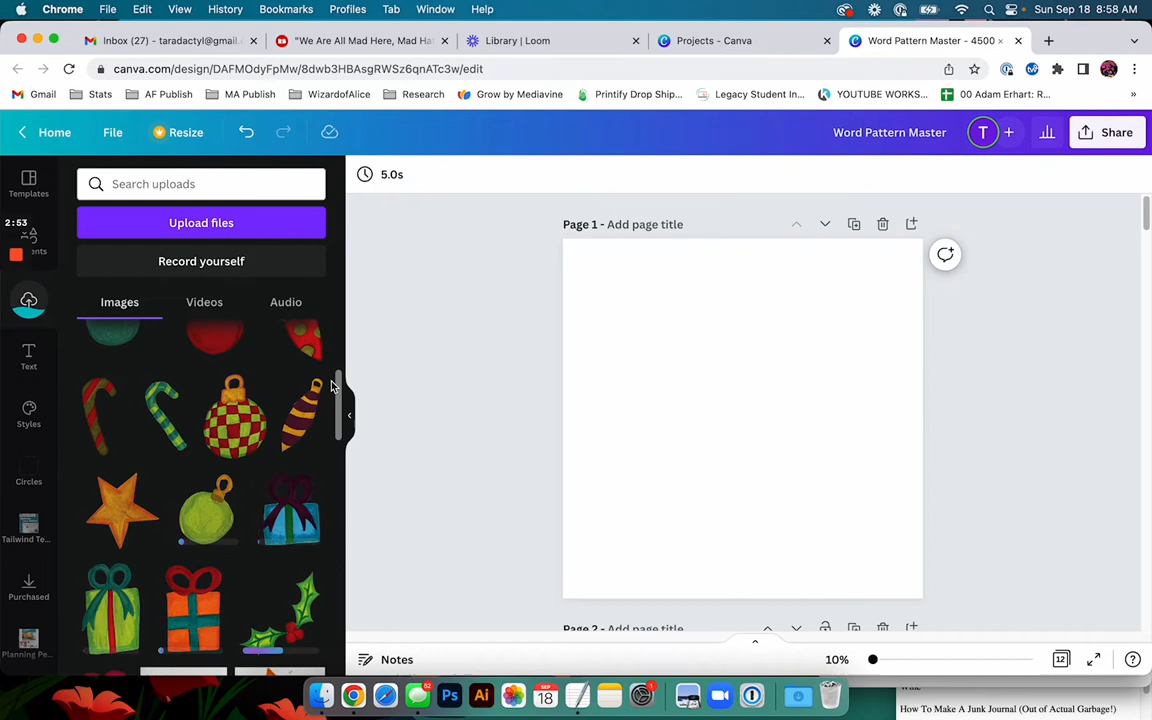 Chrome File Edit View History Bookmarks Profiles Tab Window Help Sun Sep 18 8:58 AM
Inbox (27) - taradactyl@gmail. "We Are All Mad Here, Mad Ha Library | Loom Projects - Canva Word Pattern Master - 4500 ×
canva.com/design/DAFMOdyFpMw/8dwb3HBAsgRWSz6qnATc3w/edit
Gmail Stats AF Publish MA Publish WizardofAlice Research Grow by Mediavine Printify Drop Ship... Legacy Student In... YOUTUBE WORKS... 00 Adam Erhart: R... »
Home File Resize Word Pattern Master T + Share
5.0s
Search uploads
Templates
Upload files
2:53
Page 1 - Add page title
ents
Record yourself
Images Videos Audio
Text
Styles
Circles
Tailwind Te...
Purchased
Planning Pe...
Page 2 - Add page title
Notes 10% 12
52
SEP
18
1
How To Make A Junk Journal (Out of Actual Garbage!)